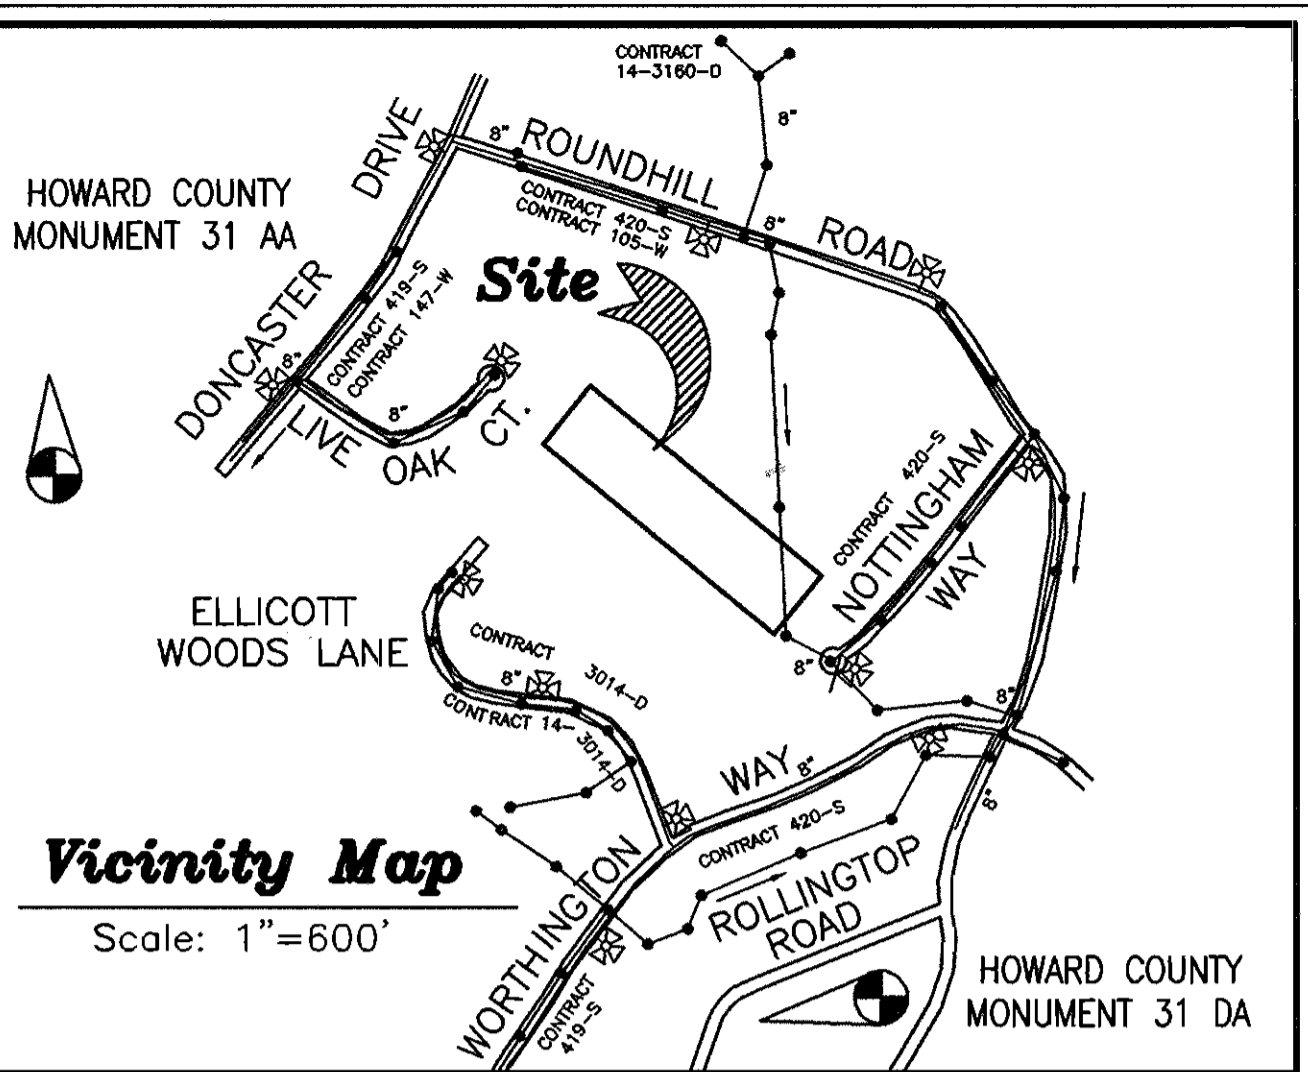 CONTRACT
14-3160-D
8"
DRIVE
8"
ROUNDHILL
HOWARD COUNTY
MONUMENT 31 AA
CONTRACT 420-S
CONTRACT 105-W
8"
ROAD
Site
DONCASTER
CONTRACT 419-S
CONTRACT 147-W
8"
8"
LIVE
OAK
CT.
CONTRACT 420-S
NOTTINGHAM
WAY
8"
ELLICOTT
WOODS LANE
CONTRACT
3014-D
8"
CONTRACT 14-
3014-D
8"
WAY
8"
8"
CONTRACT 420-S
Vicinity Map
Scale: 1"=600'
WORTHINGTON
ROLLINGTOP
ROAD
CONTRACT
419-S
HOWARD COUNTY
MONUMENT 31 DA